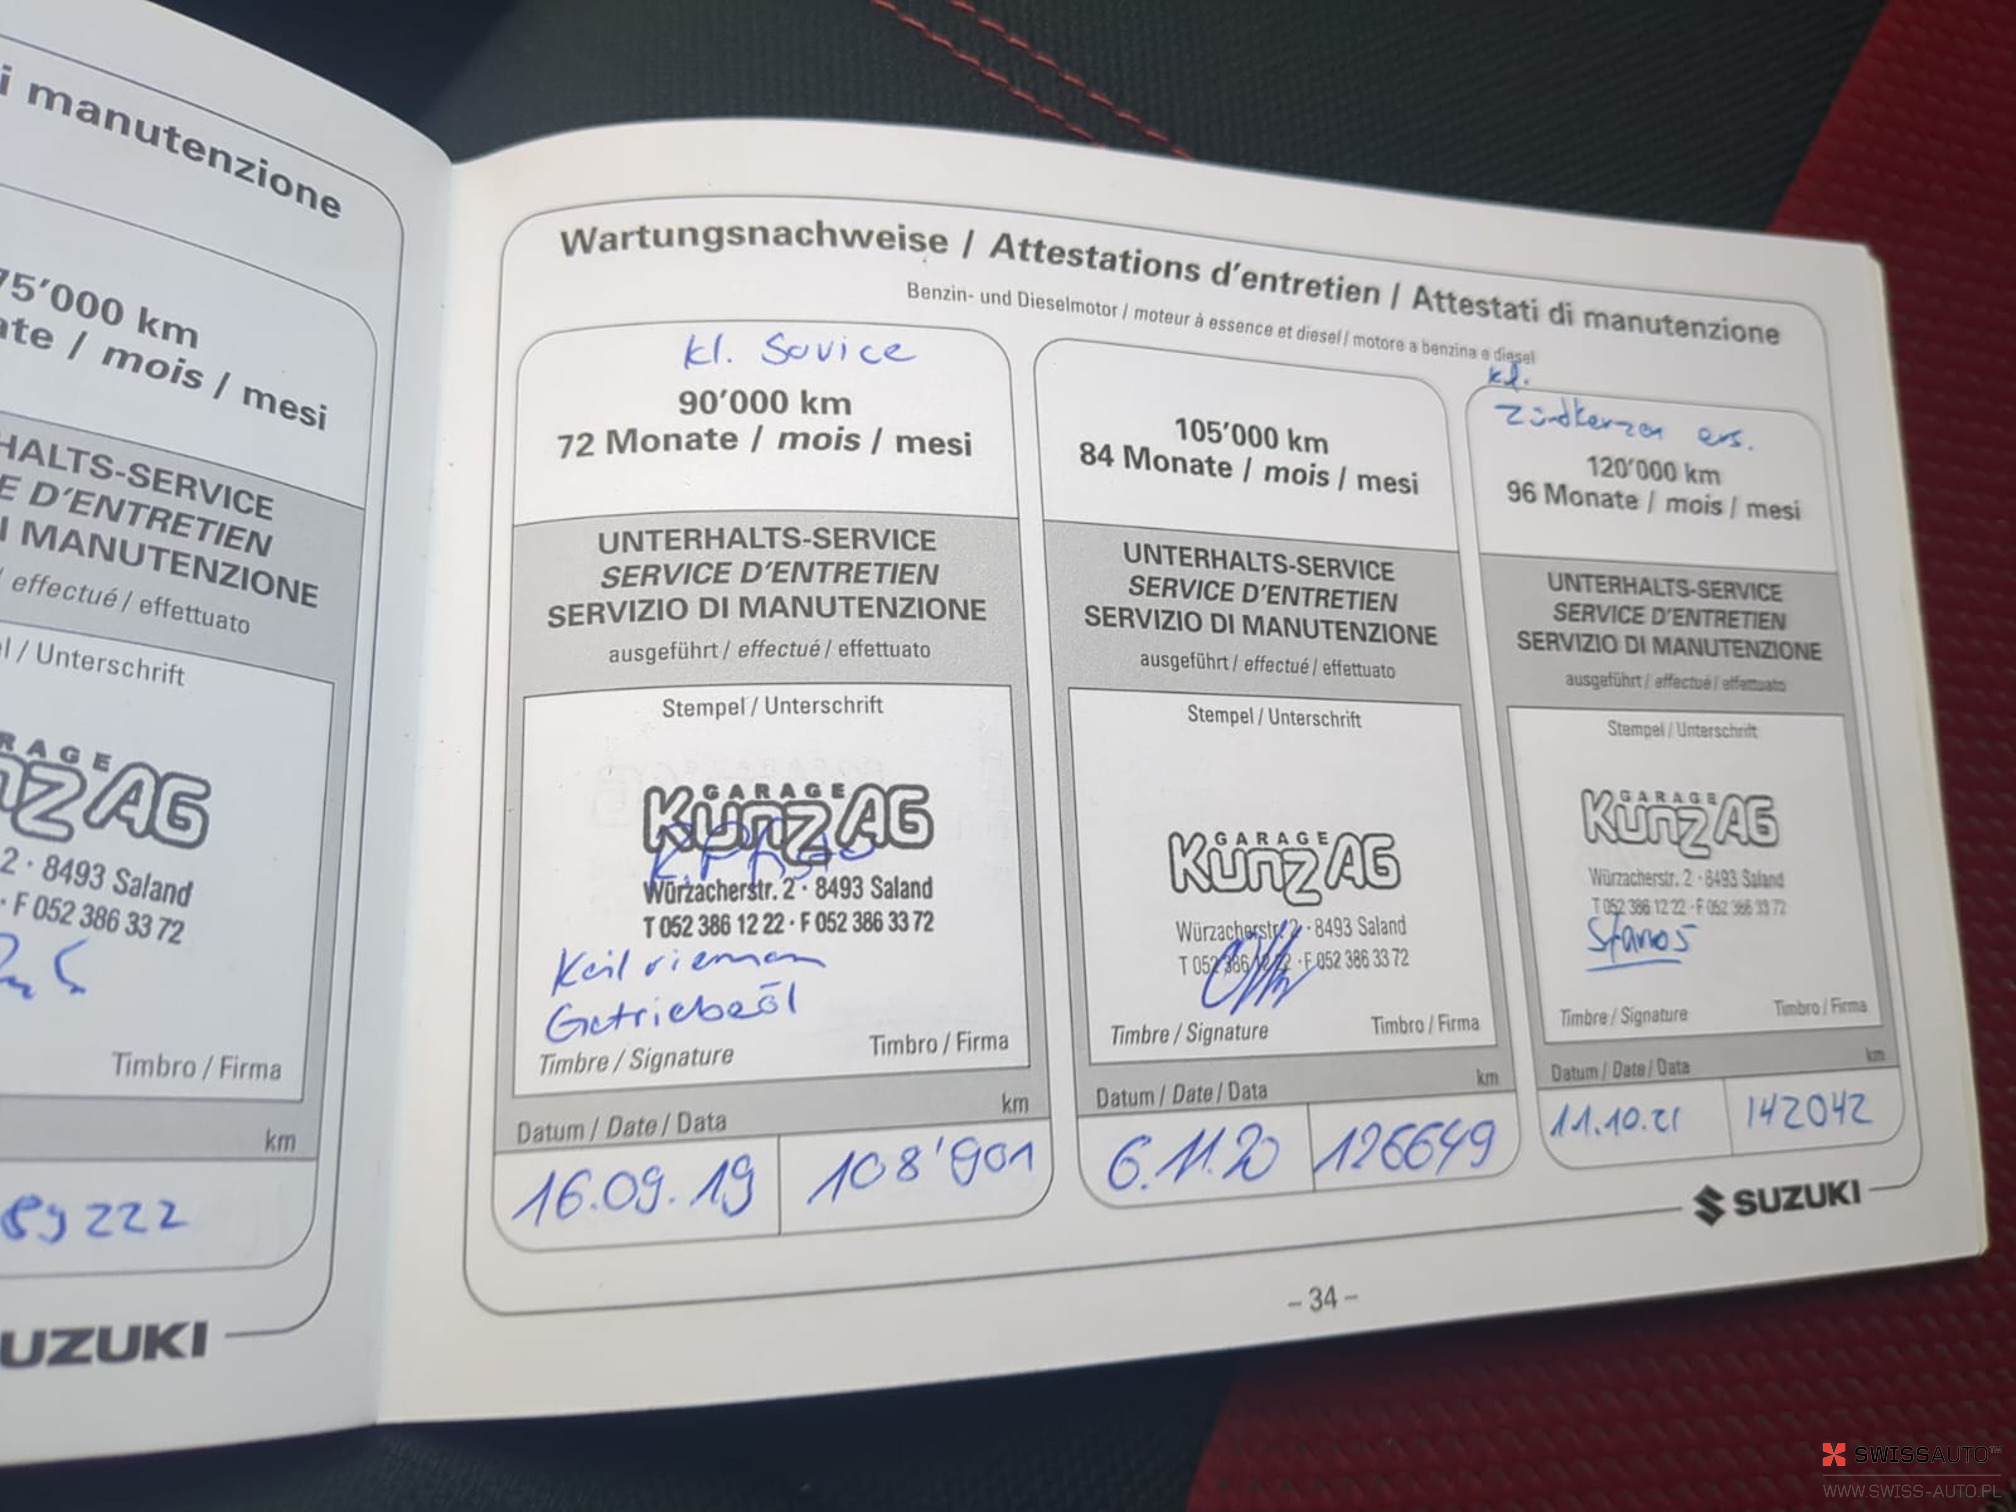 i manutenzione
75'000 km
ate / mois / mesi
HALTS-SERVICE
E D'ENTRETIEN
I MANUTENZIONE
/ effectué / effettuato
l / Unterschrift
RAGE
NZ AG
2 · 8493 Saland
· F 052 386 33 72
Timbro / Firma
km
89222
UZUKI
Wartungsnachweise / Attestations d'entretien / Attestati di manutenzione
Benzin- und Dieselmotor / moteur à essence et diesel / motore a benzina e diesel
kl. Service
90'000 km
72 Monate / mois / mesi
UNTERHALTS-SERVICE
SERVICE D'ENTRETIEN
SERVIZIO DI MANUTENZIONE
ausgeführt / effectué / effettuato
Stempel / Unterschrift
GARAGE
Kunz AG
Würzacherstr. 2 · 8493 Saland
T 052 386 12 22 · F 052 386 33 72
Keilriemen
Getriebeöl
Timbre / Signature
Timbro / Firma
Datum / Date / Data
km
16.09.19
108'901
105'000 km
84 Monate / mois / mesi
UNTERHALTS-SERVICE
SERVICE D'ENTRETIEN
SERVIZIO DI MANUTENZIONE
ausgeführt / effectué / effettuato
Stempel / Unterschrift
GARAGE
Kunz AG
Würzacherstr. 2 · 8493 Saland
T 052 386 12 22 · F 052 386 33 72
Timbre / Signature
Timbro / Firma
Datum / Date / Data
km
6.11.20
126649
kl.
Zündkerzen ers.
120'000 km
96 Monate / mois / mesi
UNTERHALTS-SERVICE
SERVICE D'ENTRETIEN
SERVIZIO DI MANUTENZIONE
ausgeführt / effectué / effettuato
Stempel / Unterschrift
GARAGE
Kunz AG
Würzacherstr. 2 · 8493 Saland
T 052 386 12 22 · F 052 386 33 72
Timbre / Signature
Timbro / Firma
Datum / Date / Data
km
11.10.21
142042
SUZUKI
– 34 –
SWISSAUTO™
WWW.SWISS-AUTO.PL